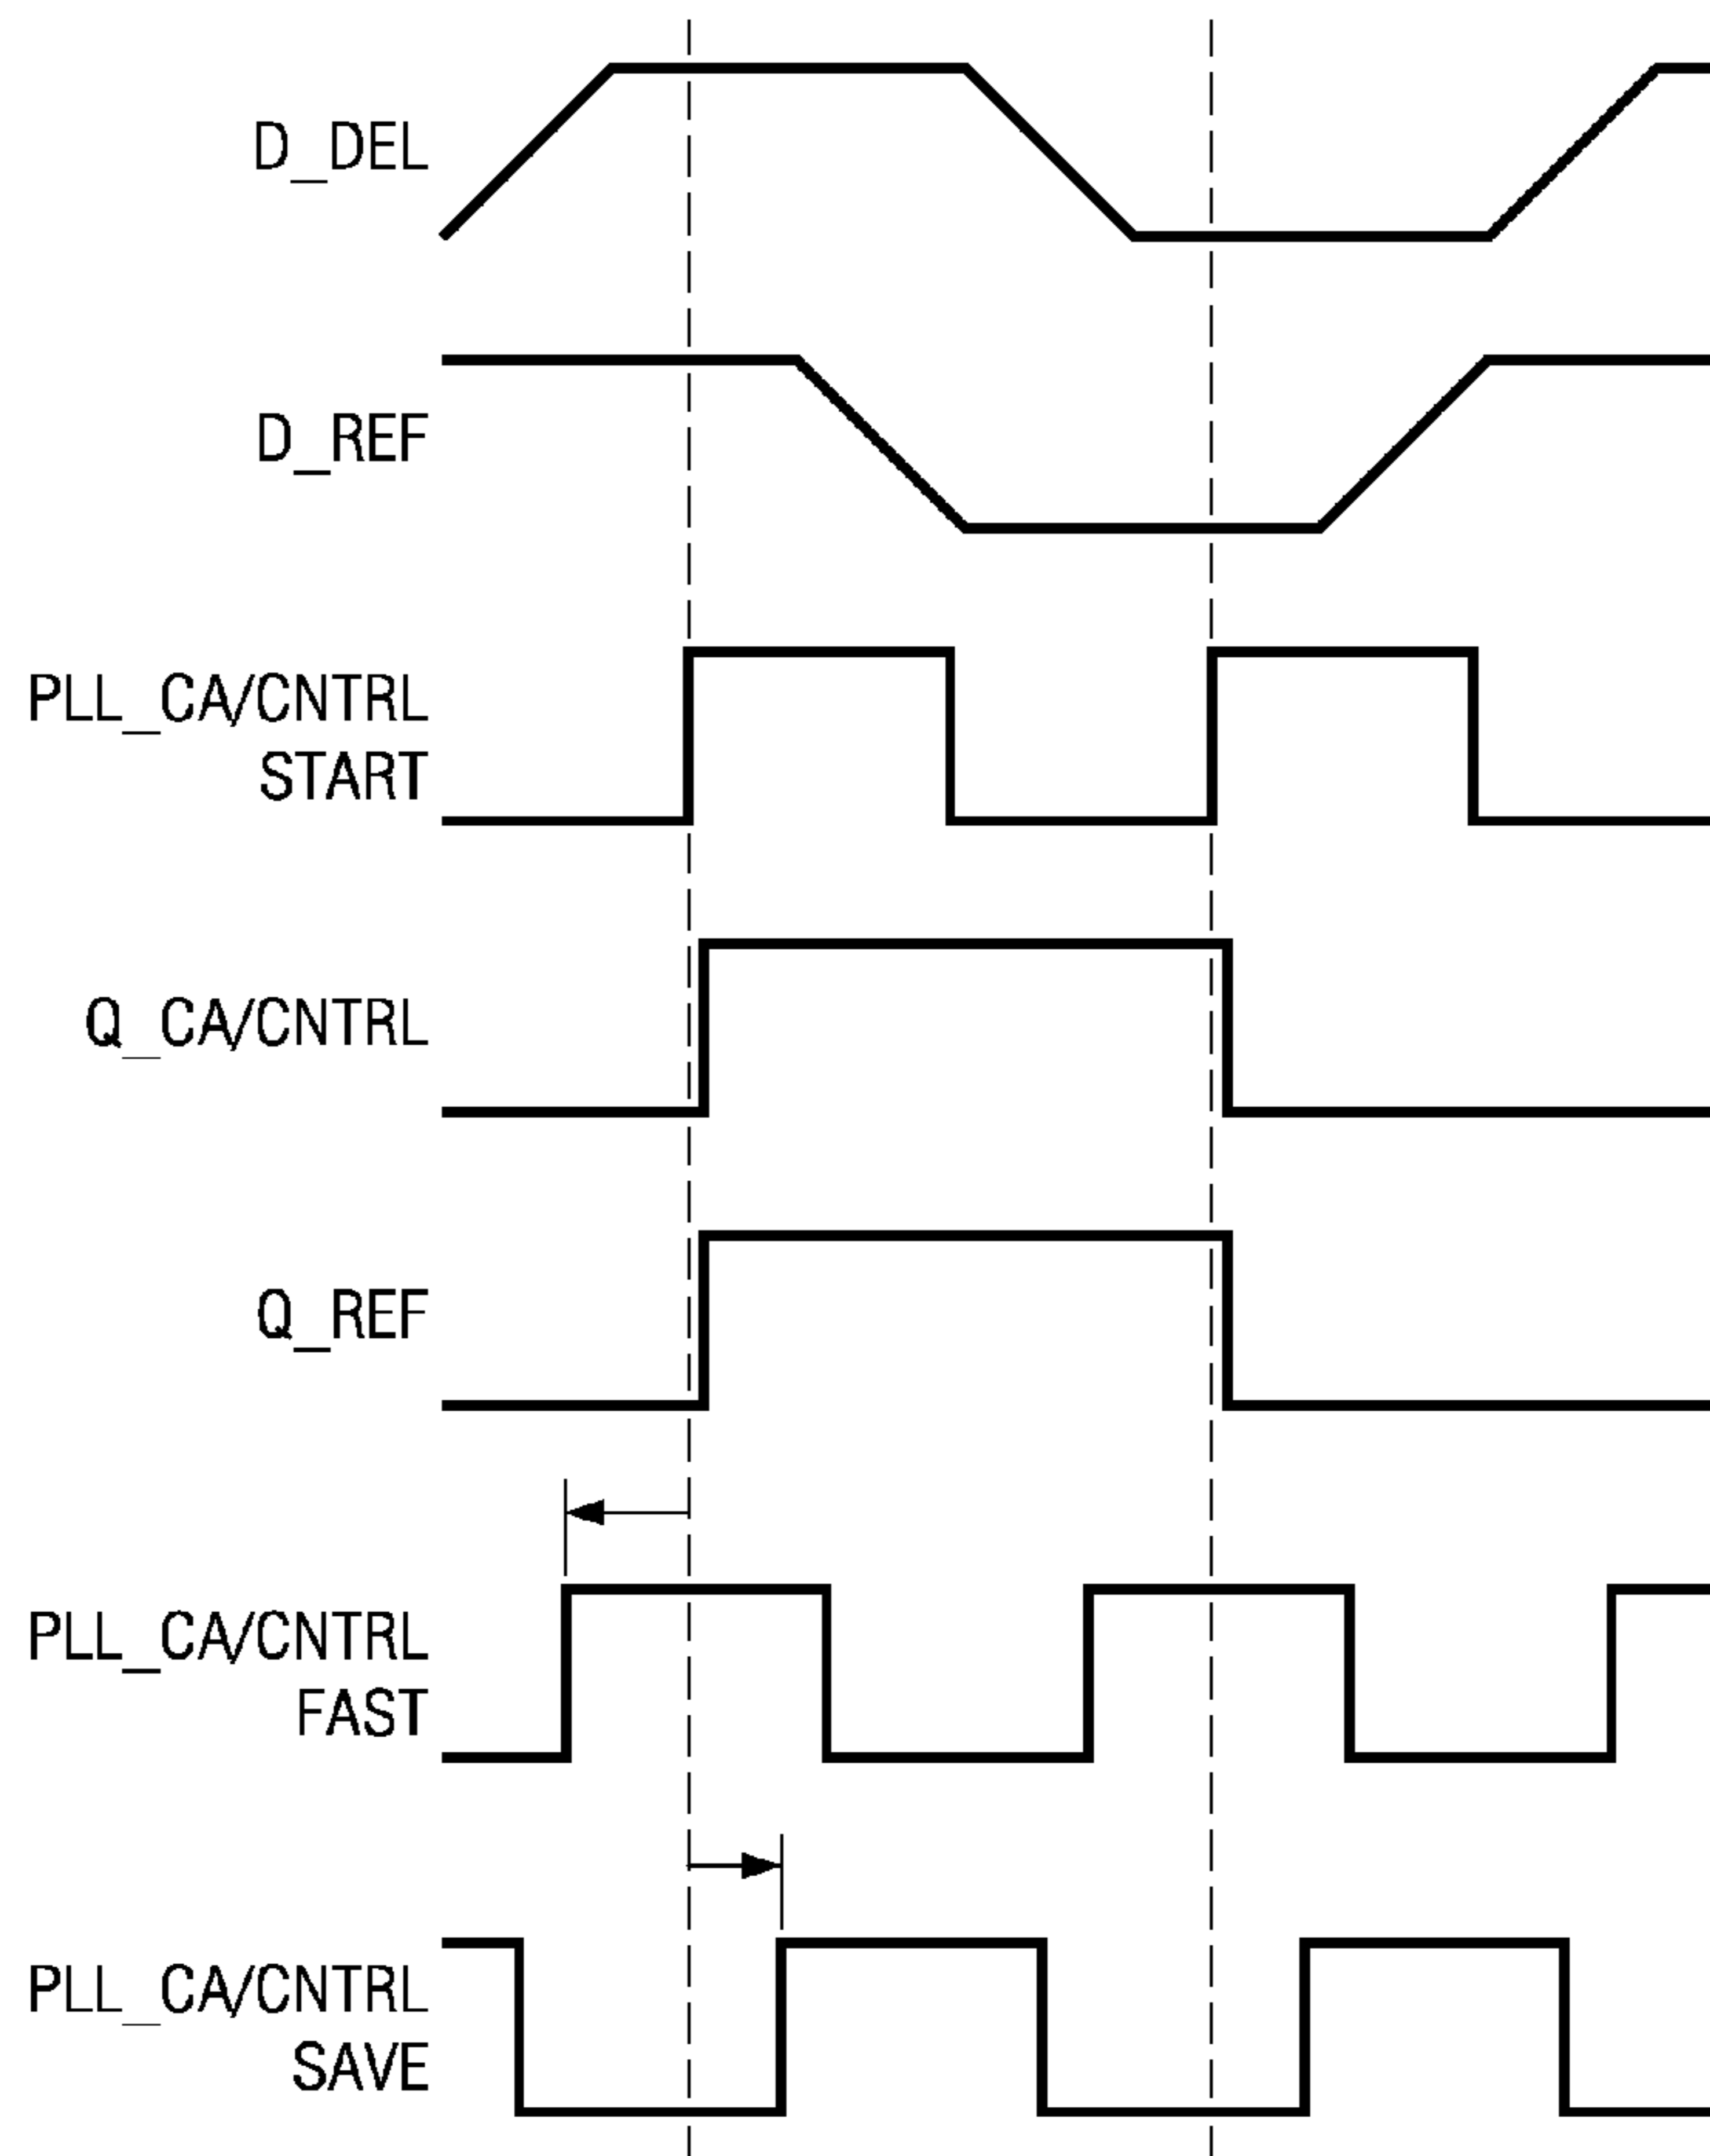 D_DEL
D_REF
PLL_CA/CNTRL
START
Q_CA/CNTRL
Q_REF
PLL_CA/CNTRL
FAST
PLL_CA/CNTRL
SAVE